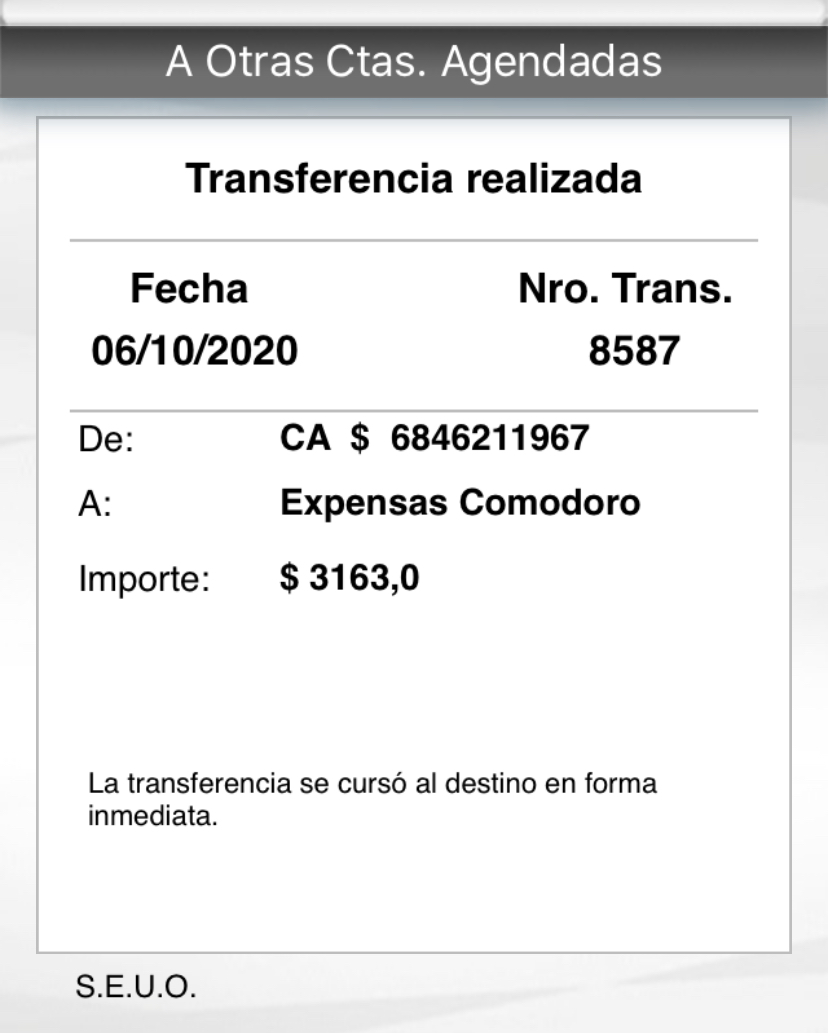 A Otras Ctas. Agendadas
Transferencia realizada
Fecha Nro. Trans.
06/10/2020 8587
De: CA $ 6846211967
A: Expensas Comodoro
Importe: $ 3163,0
La transferencia se cursó al destino en forma
inmediata.
S.E.U.O.